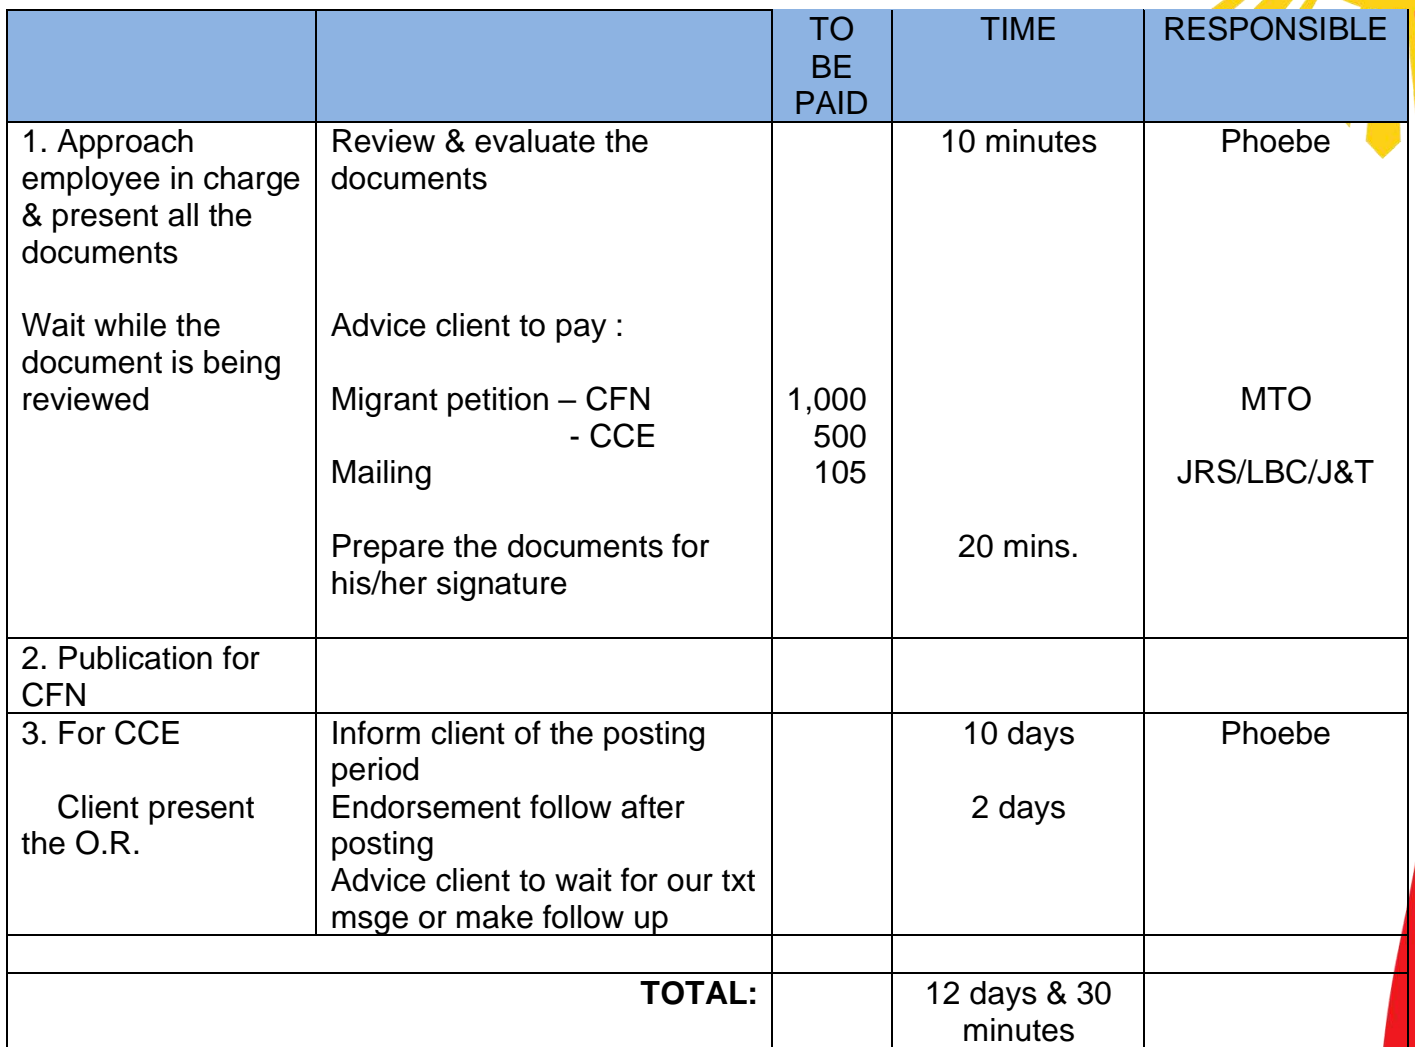 TO
BE
PAID
TIME
RESPONSIBLE
1. Approach
employee in charge
& present all the
documents
Wait while the
document is being
reviewed
Review & evaluate the
documents
Advice client to pay :
Migrant petition – CFN
- CCE
Mailing
Prepare the documents for
his/her signature
1,000
500
105
10 minutes
20 mins.
Phoebe
MTO
JRS/LBC/J&T
2. Publication for
CFN
3. For CCE
Client present
the O.R.
Inform client of the posting
period
Endorsement follow after
posting
Advice client to wait for our txt
msge or make follow up
10 days
2 days
Phoebe
TOTAL:
12 days & 30
minutes